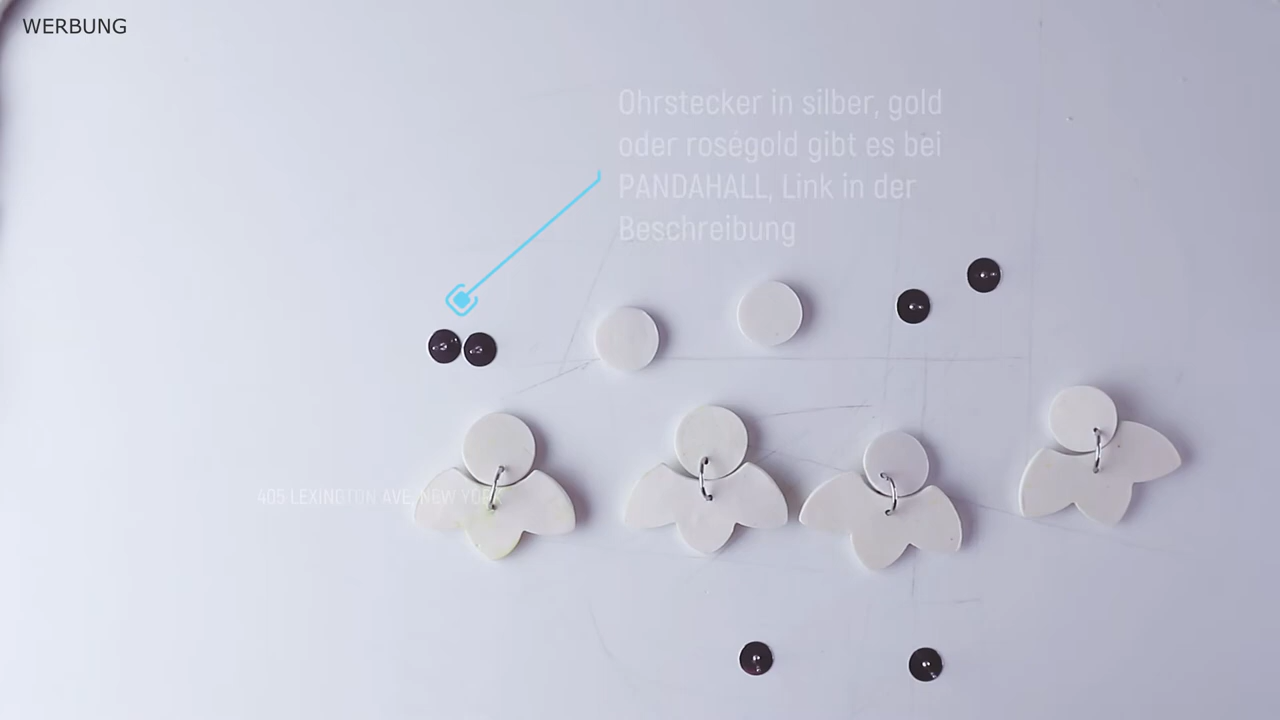 WERBUNG
Ohrstecker in silber, gold
oder roségold gibt es bei
PANDAHALL, Link in der
Beschreibung
405 LEXINGTON AVE, NEW YORK